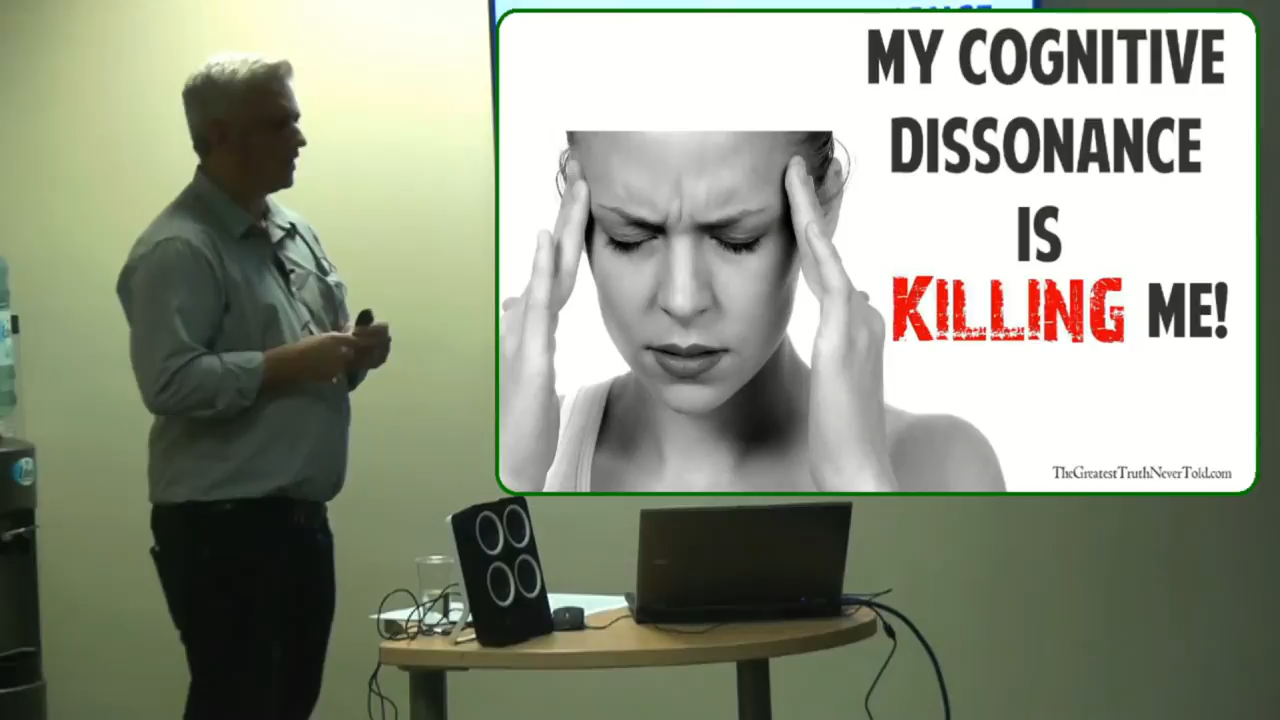 MY COGNITIVE
DISSONANCE
IS
KILLING ME!
TheGreatestTruthNeverTold.com